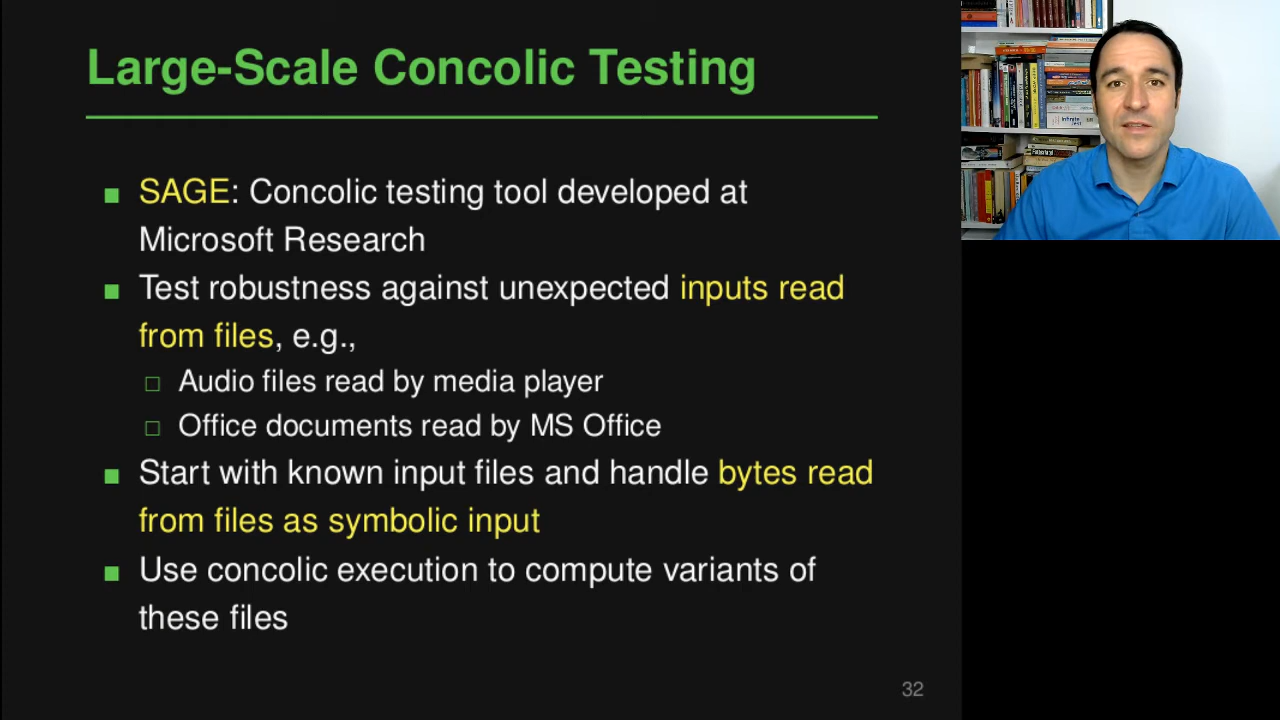 Large-Scale Concolic Testing
SAGE: Concolic testing tool developed at
Microsoft Research
Test robustness against unexpected inputs read
from files, e.g.,
Audio files read by media player
Office documents read by MS Office
Start with known input files and handle bytes read
from files as symbolic input
Use concolic execution to compute variants of
these files
32